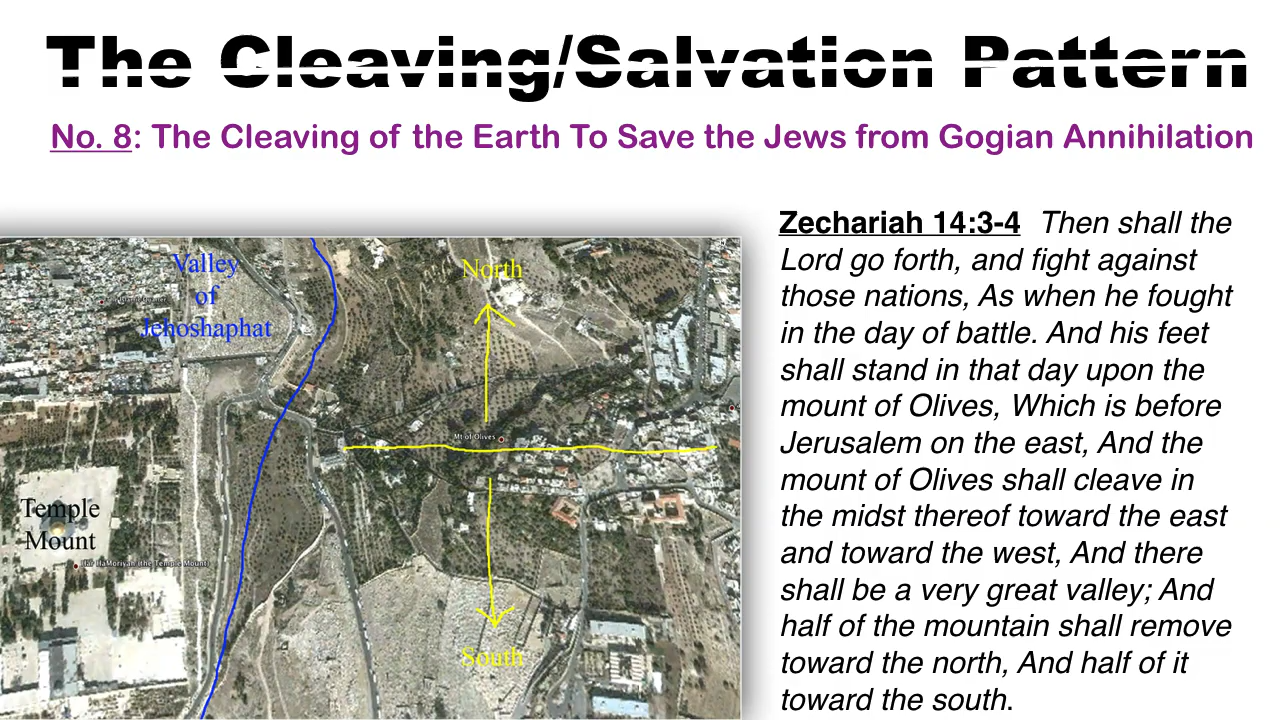 The Cleaving/Salvation Pattern
No. 8: The Cleaving of the Earth To Save the Jews from Gogian Annihilation
Valley
of
Jehoshaphat
North
Mt of Olives
Temple
Mount
Har HaMoriyah (the Temple Mount)
South
Zechariah 14:3-4 Then shall the
Lord go forth, and fight against
those nations, As when he fought
in the day of battle. And his feet
shall stand in that day upon the
mount of Olives, Which is before
Jerusalem on the east, And the
mount of Olives shall cleave in
the midst thereof toward the east
and toward the west, And there
shall be a very great valley; And
half of the mountain shall remove
toward the north, And half of it
toward the south.